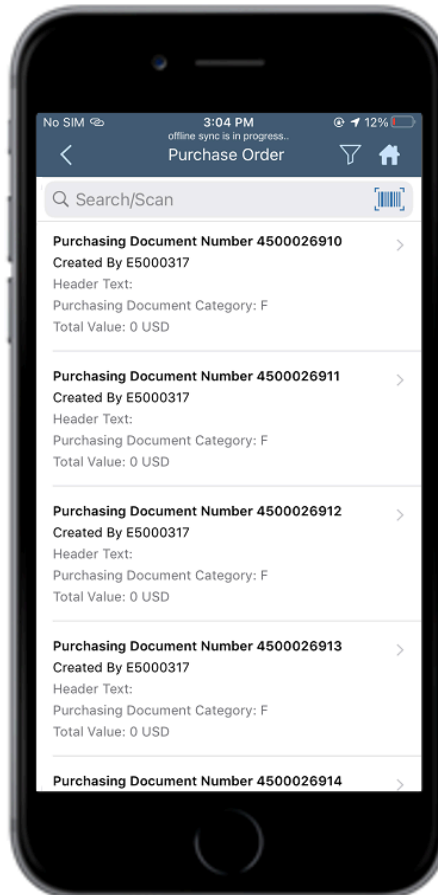 No SIM 3:04 PM 12%
offline sync is in progress..
Purchase Order
Search/Scan
Purchasing Document Number 4500026910
Created By E5000317
Header Text:
Purchasing Document Category: F
Total Value: 0 USD
Purchasing Document Number 4500026911
Created By E5000317
Header Text:
Purchasing Document Category: F
Total Value: 0 USD
Purchasing Document Number 4500026912
Created By E5000317
Header Text:
Purchasing Document Category: F
Total Value: 0 USD
Purchasing Document Number 4500026913
Created By E5000317
Header Text:
Purchasing Document Category: F
Total Value: 0 USD
Purchasing Document Number 4500026914